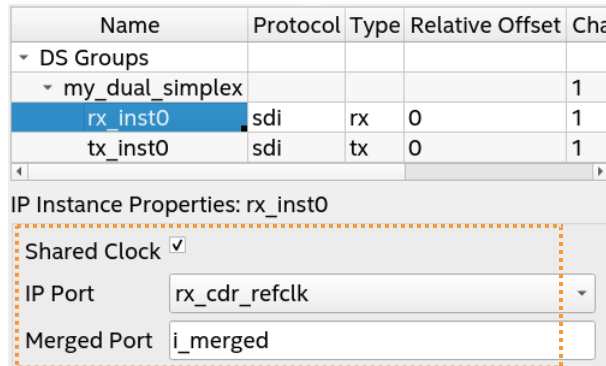 Name Protocol Type Relative Offset Cha
DS Groups
my_dual_simplex 1
rx_inst0 sdi rx 0 1
tx_inst0 sdi tx 0 1
IP Instance Properties: rx_inst0
Shared Clock
IP Port rx_cdr_refclk
Merged Port i_merged